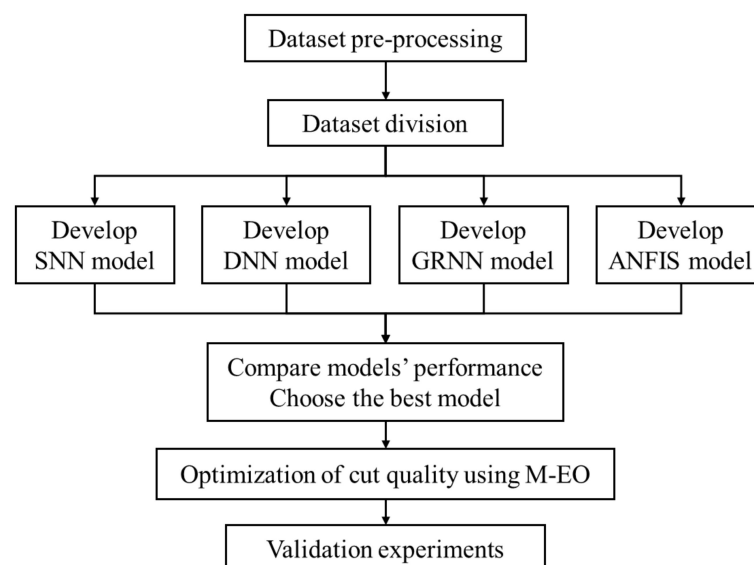 Dataset pre-processing
Dataset division
Develop
SNN model
Develop
DNN model
Develop
GRNN model
Develop
ANFIS model
Compare models’ performance
Choose the best model
Optimization of cut quality using M-EO
Validation experiments